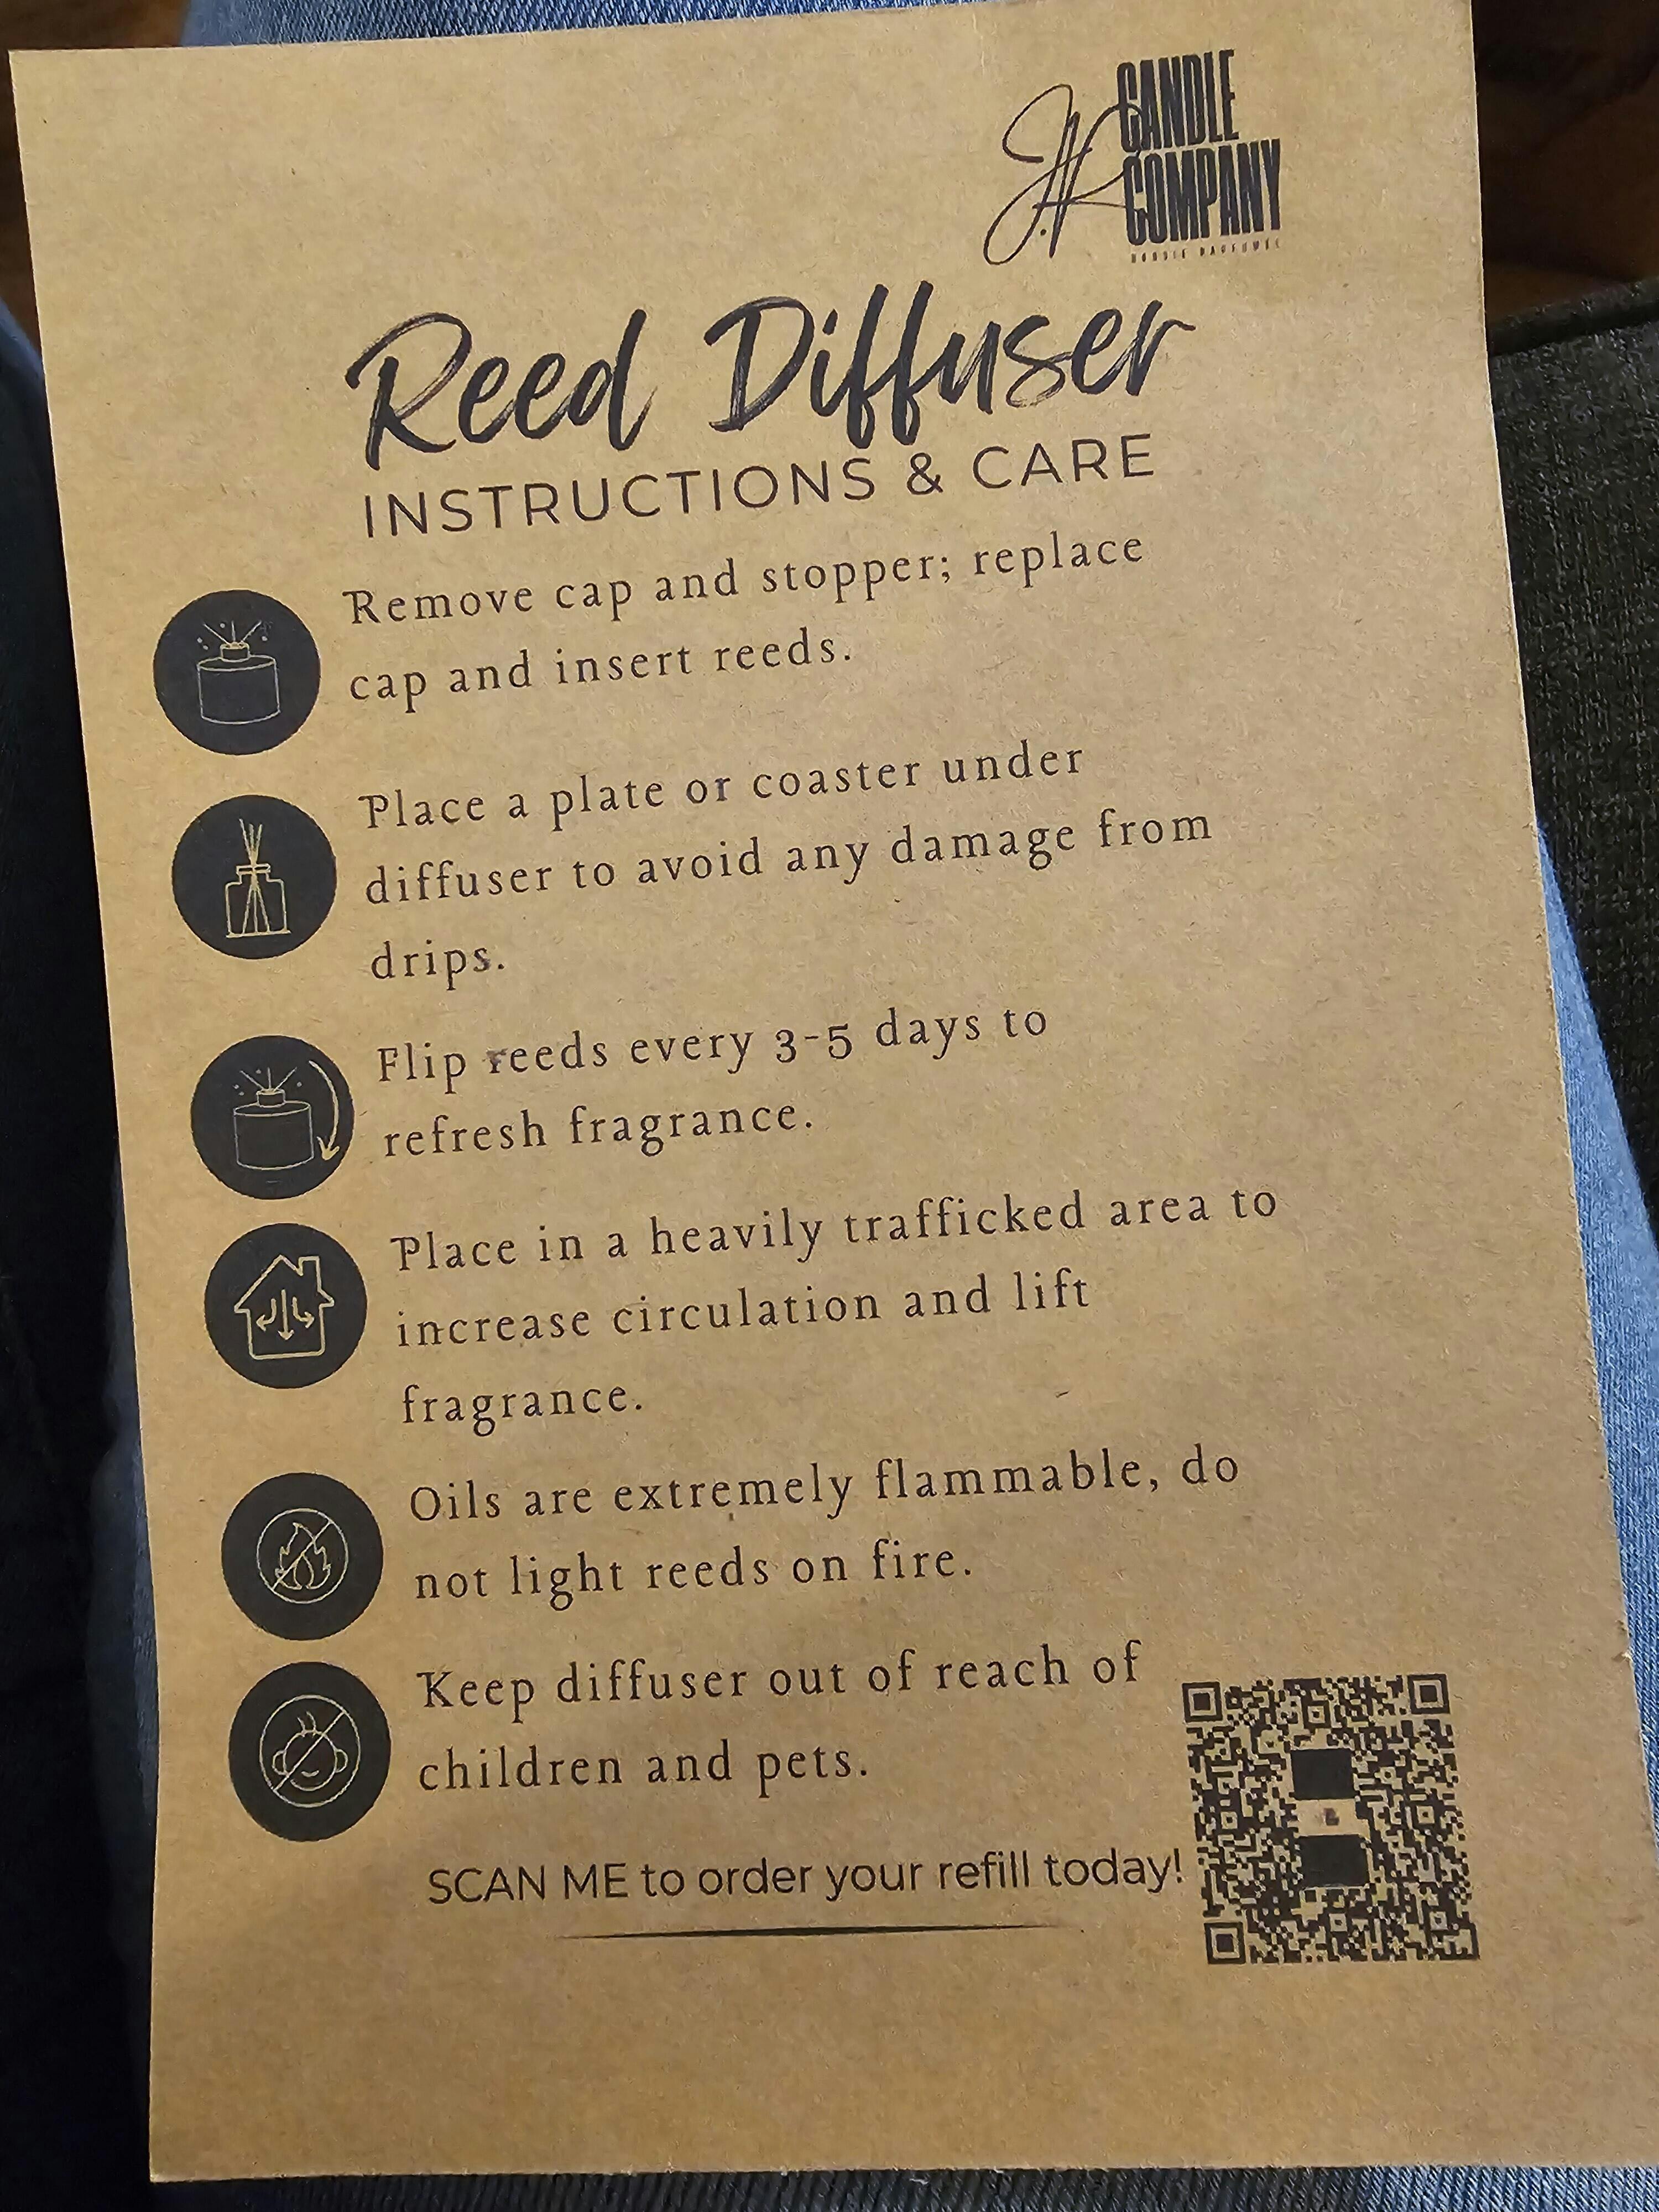 CANDLE
COMPANY
Reed Diffuser
INSTRUCTIONS & CARE
Remove cap and stopper; replace
cap and insert reeds.
Place a plate or coaster under
diffuser to avoid any damage from
drips.
Flip reeds every 3-5 days to
refresh fragrance.
Place in a heavily trafficked area to
increase circulation and lift
fragrance.
Oils are extremely flammable, do
not light reeds on fire.
Keep diffuser out of reach of
children and pets.
SCAN ME to order your refill today!